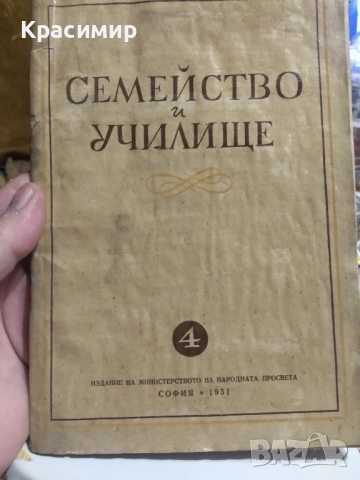 Красимир
СЕМЕЙСТВО
и
УЧИЛИЩЕ
4
ИЗДАНИЕ НА МИНИСТЕРСТВОТО НА НАРОДНАТА ПРОСВЕТА
СОФИЯ • 1951
BAZAR